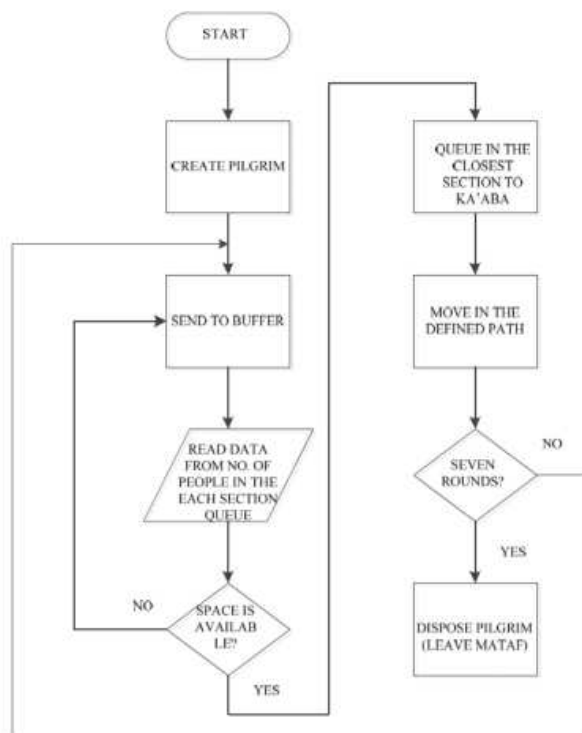 START
CREATE PILGRIM
SEND TO BUFFER
READ DATA
FROM NO. OF
PEOPLE IN THE
EACH SECTION
QUEUE
NO
SPACE IS
AVAILAB
LE?
YES
QUEUE IN THE
CLOSEST
SECTION TO
KA'ABA
MOVE IN THE
DEFINED PATH
NO
SEVEN
ROUNDS?
YES
DISPOSE PILGRIM
(LEAVE MATAF)